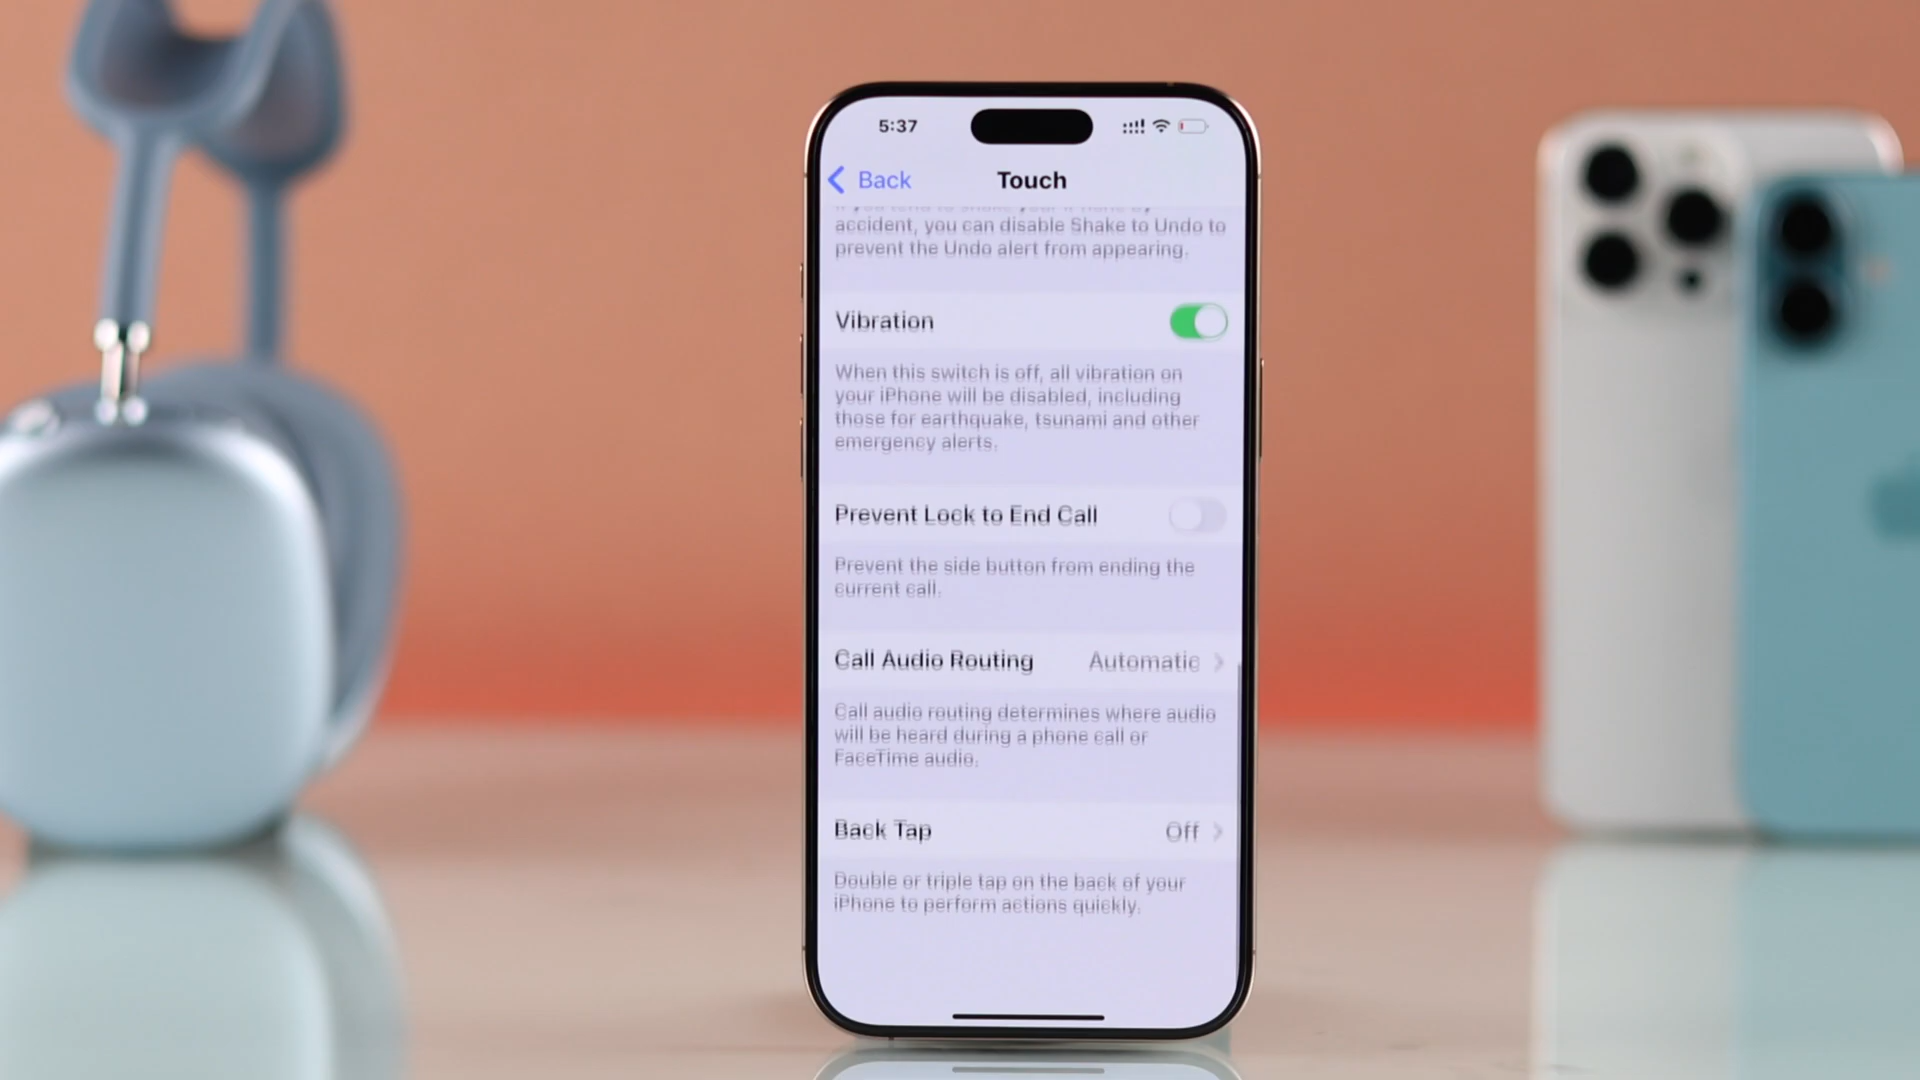 5:37
Back
Touch
accident, you can disable Shake to Undo to
prevent the Undo alert from appearing.
Vibration
When this switch is off, all vibration on
your iPhone will be disabled, including
those for earthquake, tsunami and other
emergency alerts.
Prevent Lock to End Call
Prevent the side button from ending the
current call.
Call Audio Routing Automatic
Call audio routing determines where audio
will be heard during a phone call or
FaceTime audio.
Back Tap Off
Double or triple tap on the back of your
iPhone to perform actions quickly.